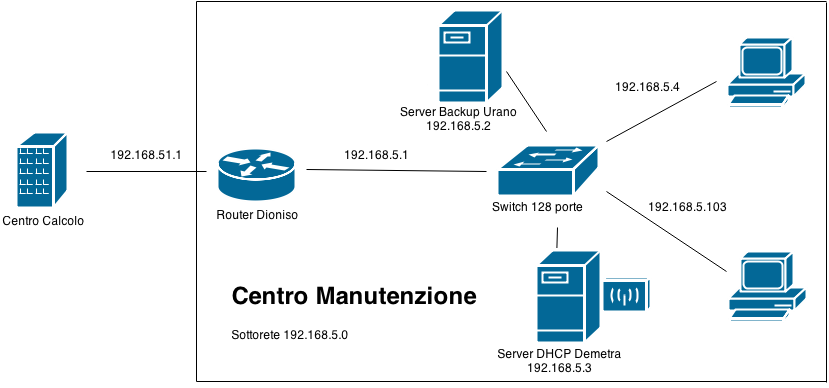 Server Backup Urano
192.168.5.2
192.168.5.4
192.168.51.1
192.168.5.1
Centro Calcolo
Router Dioniso
Switch 128 porte
192.168.5.103
Centro Manutenzione
Sottorete 192.168.5.0
Server DHCP Demetra
192.168.5.3